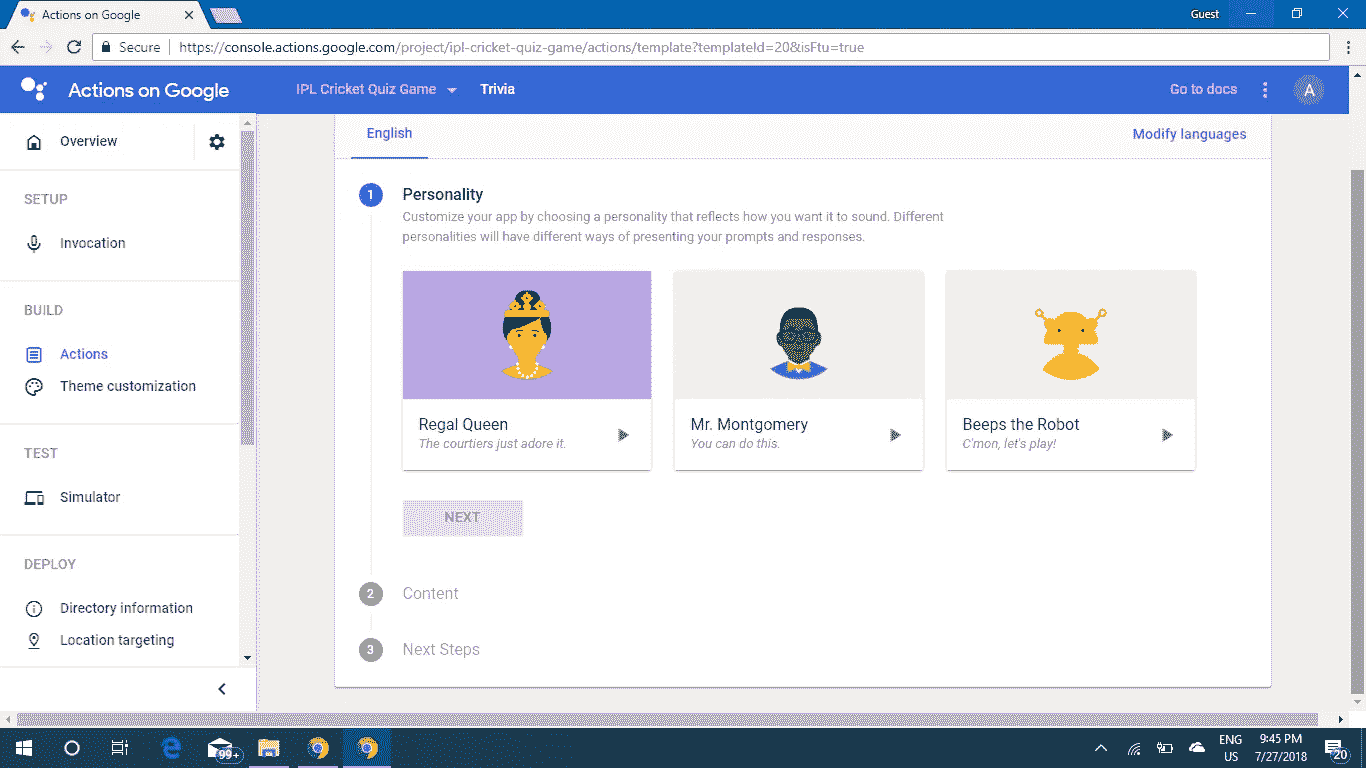 Actions on Google
Guest
Secure
https://console.actions.google.com/project/ipl-cricket-quiz-game/actions/template?templateId=20&isFtu=true
Actions on Google
IPL Cricket Quiz Game
Trivia
Go to docs
A
Overview
SETUP
Invocation
BUILD
Actions
Theme customization
TEST
Simulator
DEPLOY
Directory information
Location targeting
English
Modify languages
1
Personality
Customize your app by choosing a personality that reflects how you want it to sound. Different
personalities will have different ways of presenting your prompts and responses.
Regal Queen
The courtiers just adore it.
Mr. Montgomery
You can do this.
Beeps the Robot
C'mon, let's play!
NEXT
2
Content
3
Next Steps
99+
ENG
US
9:45 PM
7/27/2018
20